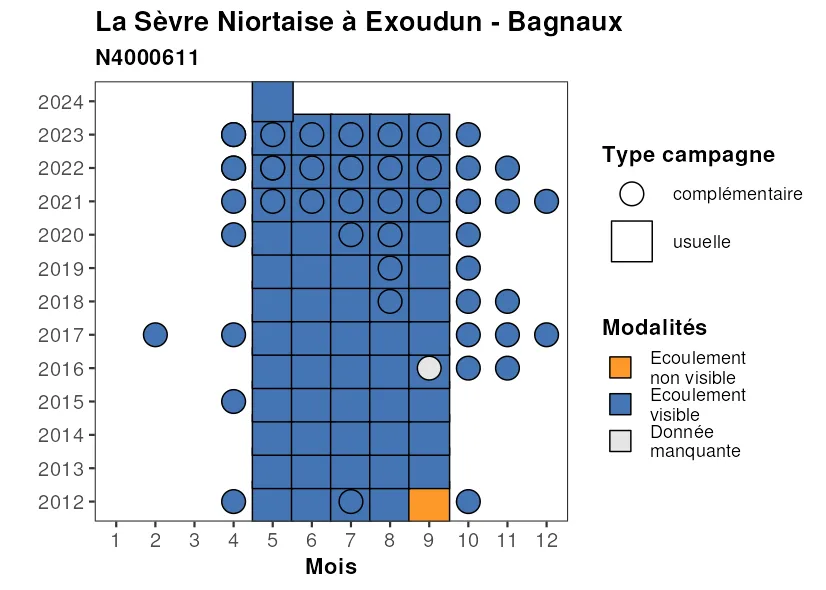 La Sèvre Niortaise à Exoudun - Bagnaux
N4000611
2024
2023
2022
2021
2020
2019
2018
2017
2016
2015
2014
2013
2012
1 2 3 4 5 6 7 8 9 10 11 12
Mois
Type campagne
complémentaire
usuelle
Modalités
Ecoulement
non visible
Ecoulement
visible
Donnée
manquante